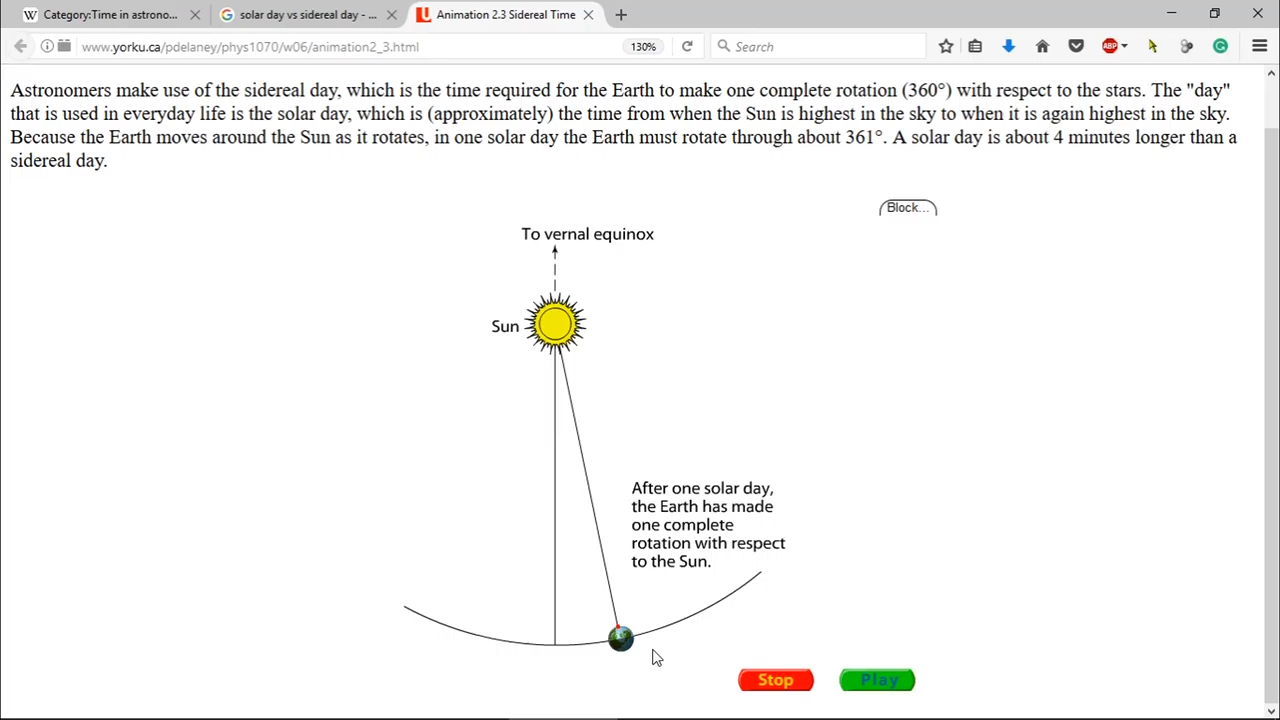 Category:Time in astrono...
solar day vs sidereal day - ...
Animation 2.3 Sidereal Time
www.yorku.ca/pdelaney/phys1070/w06/animation2_3.html
130%
Search
ABP
Astronomers make use of the sidereal day, which is the time required for the Earth to make one complete rotation (360°) with respect to the stars. The "day"
that is used in everyday life is the solar day, which is (approximately) the time from when the Sun is highest in the sky to when it is again highest in the sky.
Because the Earth moves around the Sun as it rotates, in one solar day the Earth must rotate through about 361°. A solar day is about 4 minutes longer than a
sidereal day.
Block...
To vernal equinox
Sun
After one solar day,
the Earth has made
one complete
rotation with respect
to the Sun.
Stop
Play